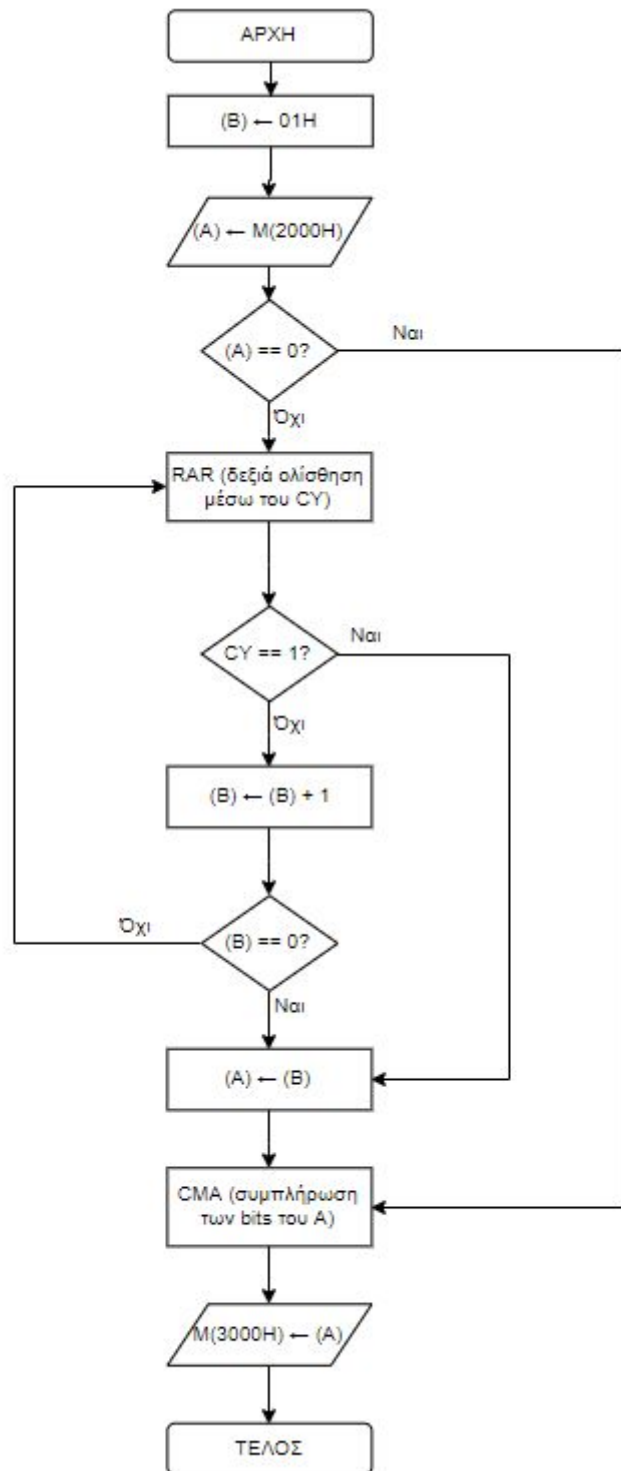 ΑΡΧΗ
(B) ← 01H
(A) ← M(2000H)
(A) == 0?
Ναι
Όχι
RAR (δεξιά ολίσθηση
μέσω του CY)
CY == 1?
Ναι
Όχι
(B) ← (B) + 1
(B) == 0?
Όχι
Ναι
(A) ← (B)
CMA (συμπλήρωση
των bits του A)
M(3000H) ← (A)
ΤΕΛΟΣ